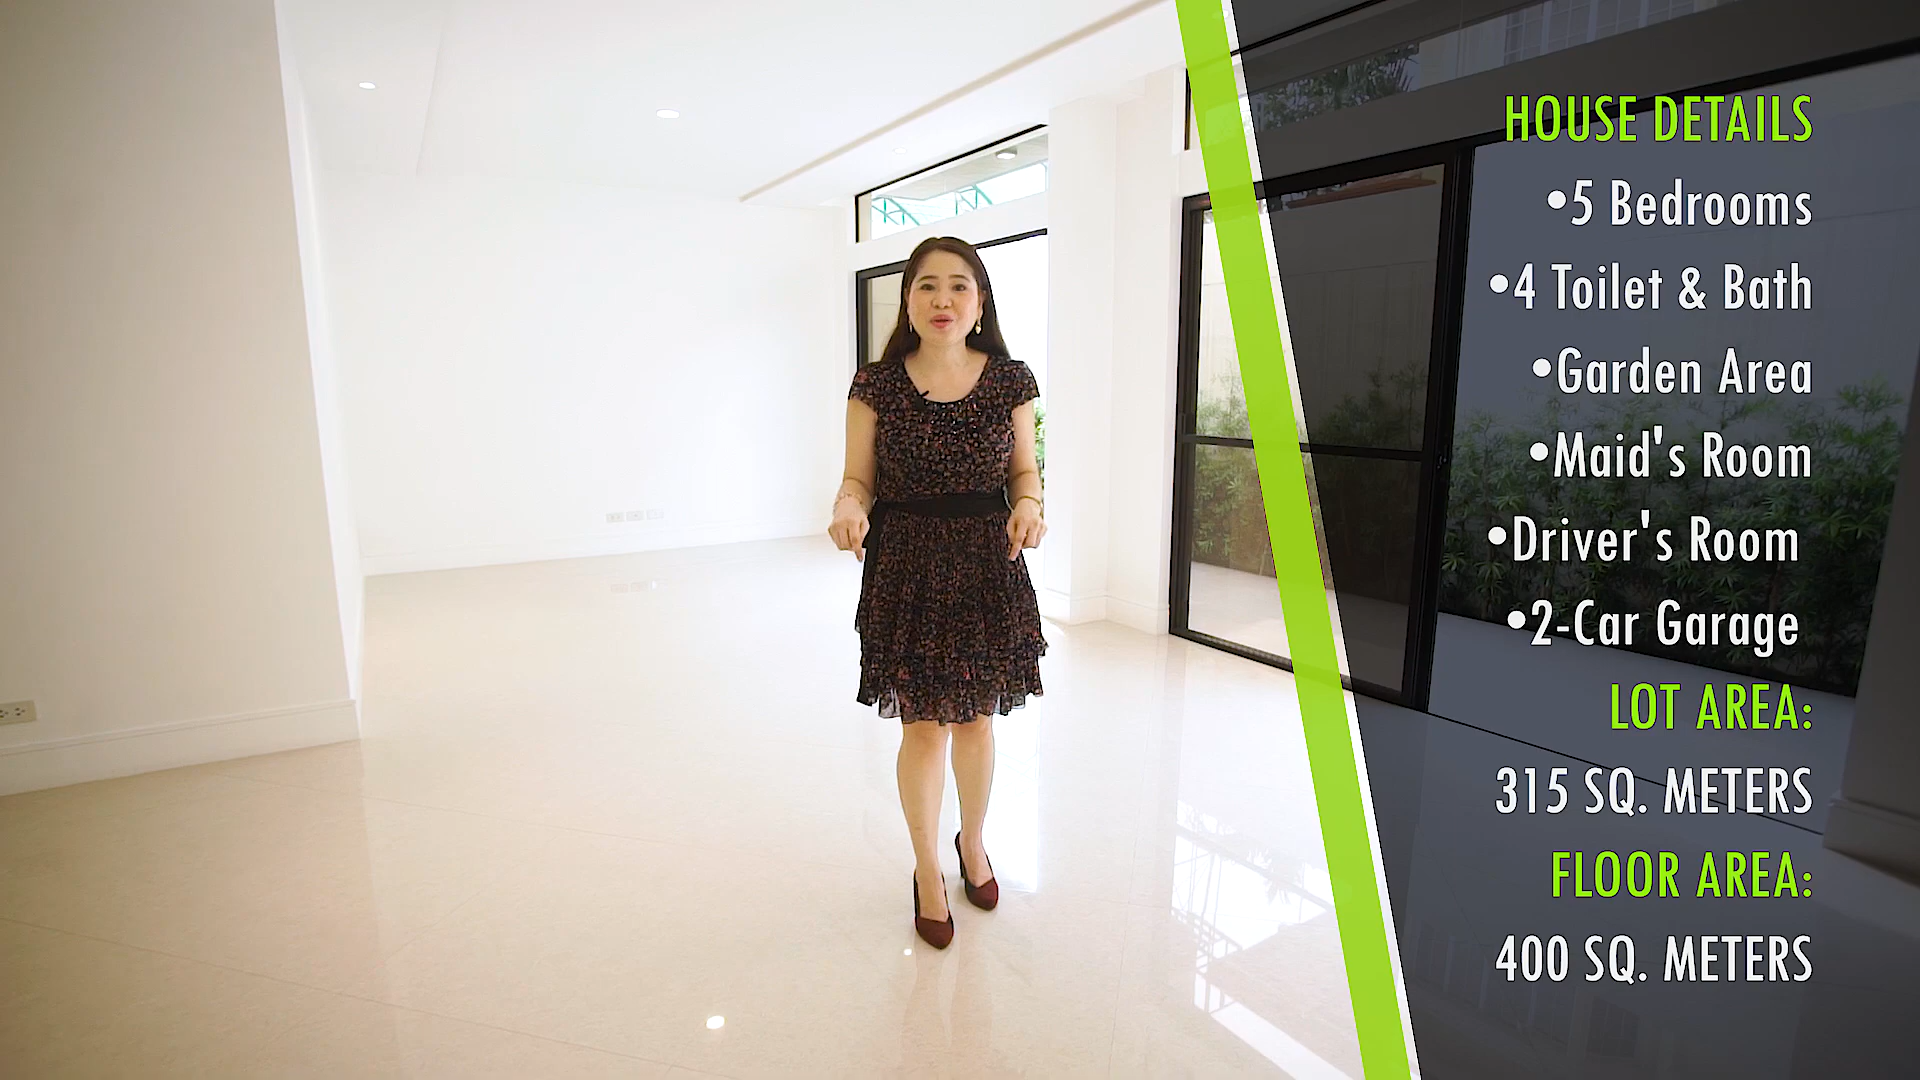 HOUSE DETAILS
•5 Bedrooms
•4 Toilet & Bath
•Garden Area
•Maid's Room
•Driver's Room
•2-Car Garage
LOT AREA:
315 SQ. METERS
FLOOR AREA:
400 SQ. METERS